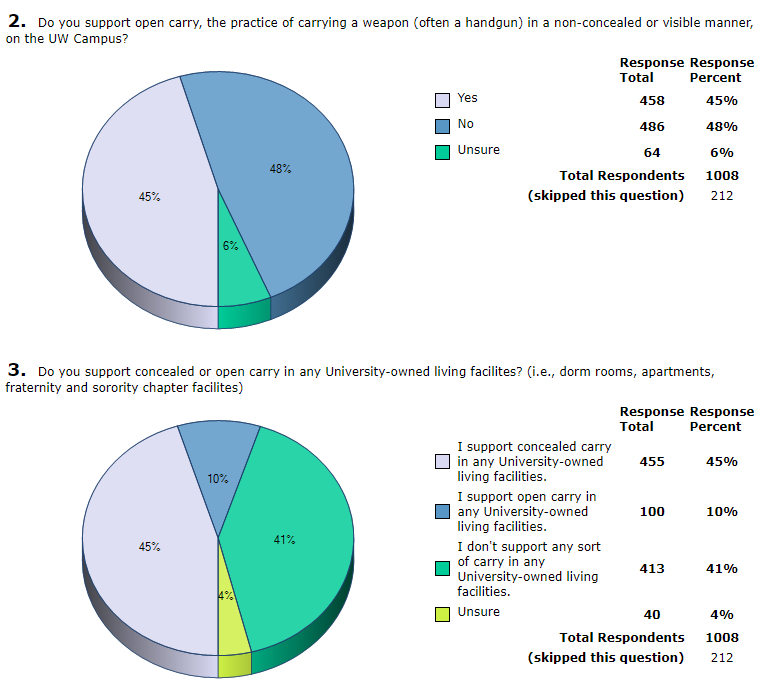 2. Do you support open carry, the practice of carrying a weapon (often a handgun) in a non-concealed or visible manner,
on the UW Campus?
Response Response
Total Percent
Yes 458 45%
No 486 48%
Unsure 64 6%
Total Respondents 1008
(skipped this question) 212
48%
45%
6%
3. Do you support concealed or open carry in any University-owned living facilites? (i.e., dorm rooms, apartments,
fraternity and sorority chapter facilites)
Response Response
Total Percent
I support concealed carry
in any University-owned 455 45%
living facilities.
I support open carry in
any University-owned 100 10%
living facilities.
I don't support any sort
of carry in any
University-owned living 413 41%
facilities.
Unsure 40 4%
Total Respondents 1008
(skipped this question) 212
10%
41%
45%
4%